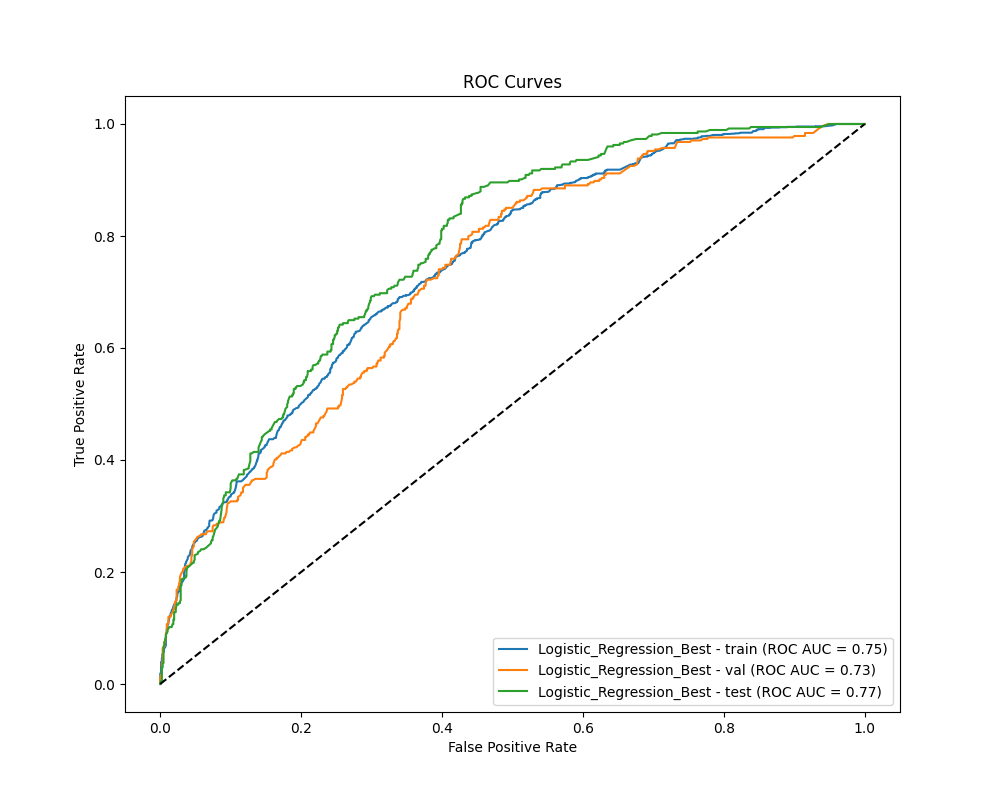 ROC Curves
1.0
0.8
0.6
0.4
0.2
0.0
True Positive Rate
0.0 0.2 0.4 0.6 0.8 1.0
False Positive Rate
Logistic_Regression_Best - train (ROC AUC = 0.75)
Logistic_Regression_Best - val (ROC AUC = 0.73)
Logistic_Regression_Best - test (ROC AUC = 0.77)